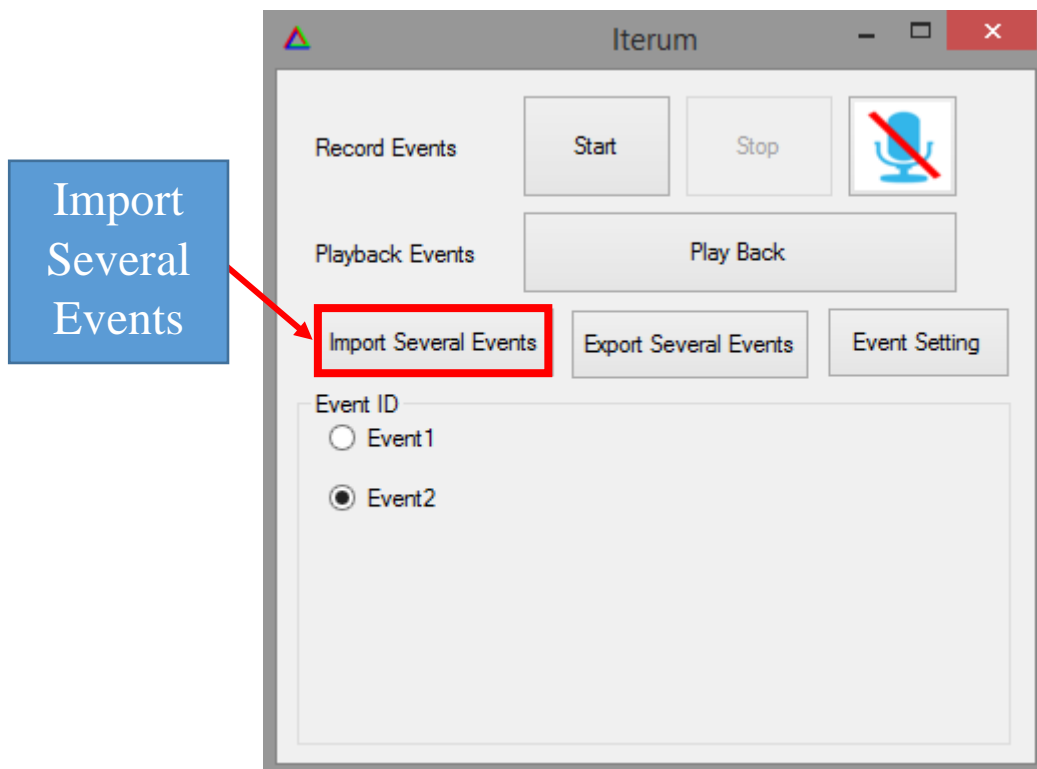 Iterum
Record Events
Start
Stop
Import
Several
Events
Playback Events
Play Back
Import Several Events
Export Several Events
Event Setting
Event ID
Event1
Event2